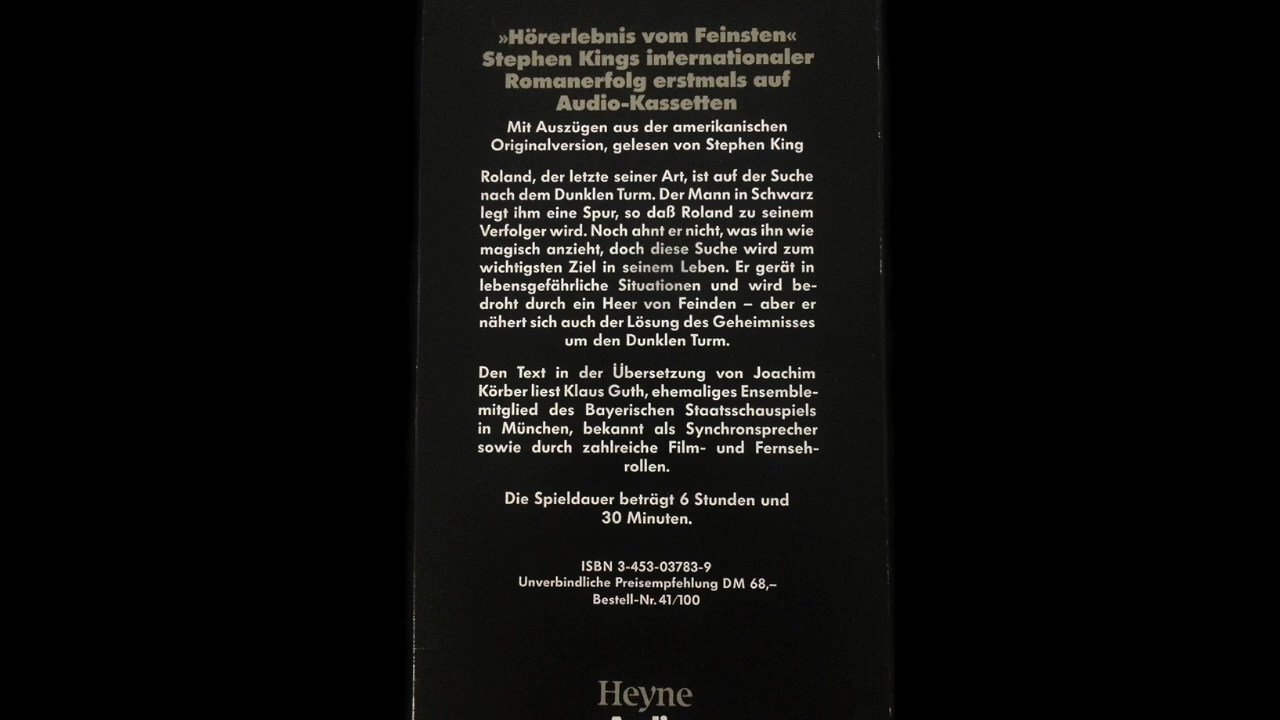 »Hörerlebnis vom Feinsten«
Stephen Kings internationaler
Romanerfolg erstmals auf
Audio-Kassetten
Mit Auszügen aus der amerikanischen
Originalversion, gelesen von Stephen King
Roland, der letzte seiner Art, ist auf der Suche
nach dem Dunklen Turm. Der Mann in Schwarz
legt ihm eine Spur, so daß Roland zu seinem
Verfolger wird. Noch ahnt er nicht, was ihn wie
magisch anzieht, doch diese Suche wird zum
wichtigsten Ziel in seinem Leben. Er gerät in
lebensgefährliche Situationen und wird be-
droht durch ein Heer von Feinden – aber er
nähert sich auch der Lösung des Geheimnisses
um den Dunklen Turm.
Den Text in der Übersetzung von Joachim
Körber liest Klaus Guth, ehemaliges Ensemble-
mitglied des Bayerischen Staatsschauspiels
in München, bekannt als Synchronsprecher
sowie durch zahlreiche Film- und Fernseh-
rollen.
Die Spieldauer beträgt 6 Stunden und
30 Minuten.
ISBN 3-453-03783-9
Unverbindliche Preisempfehlung DM 68,–
Bestell-Nr. 41/100
Heyne